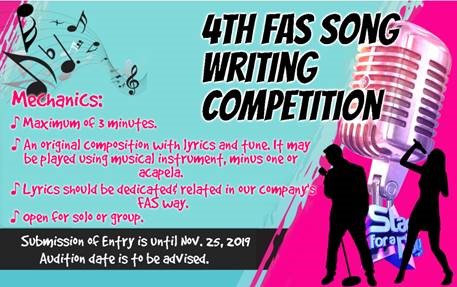 4TH FAS SONG
WRITING
COMPETITION
Mechanics:
Maximum of 3 minutes.
An original composition with lyrics and tune. It may
be played using musical instrument, minus one or
acapela.
Lyrics should be dedicated& related in our company's
FAS way.
open for solo or group.
Submission of Entry is until Nov. 25, 2019
Audition date is to be advised.
for a